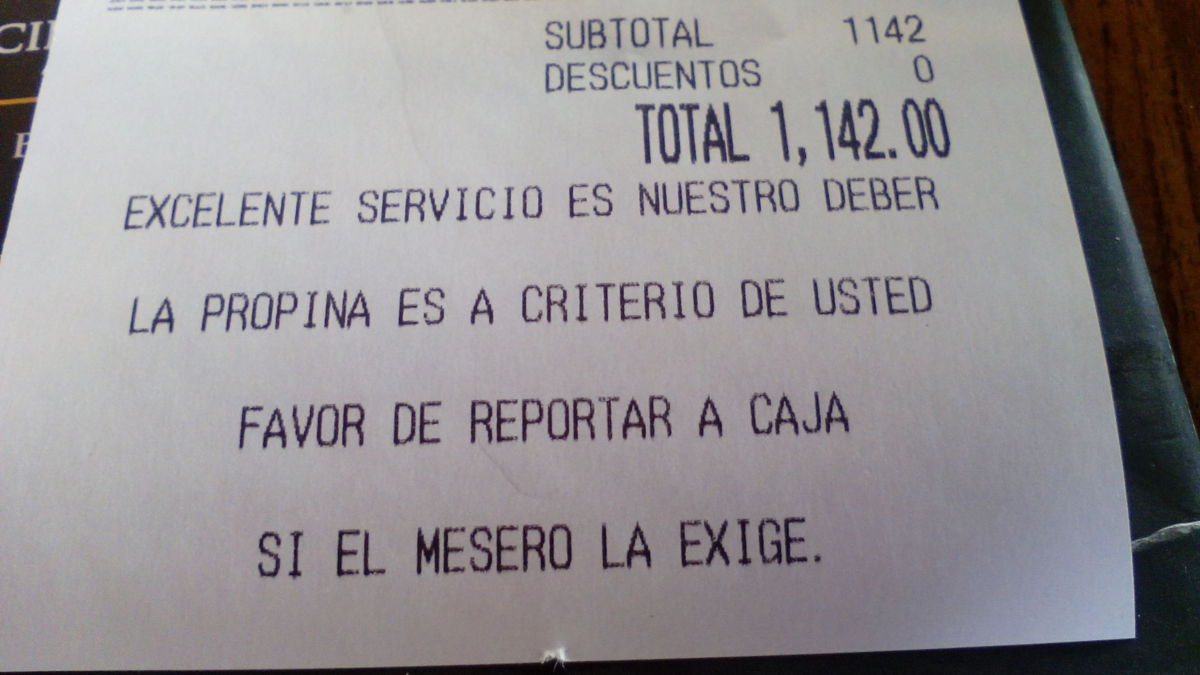 SUBTOTAL 1142
DESCUENTOS 0
TOTAL 1,142.00
EXCELENTE SERVICIO ES NUESTRO DEBER
LA PROPINA ES A CRITERIO DE USTED
FAVOR DE REPORTAR A CAJA
SI EL MESERO LA EXIGE.